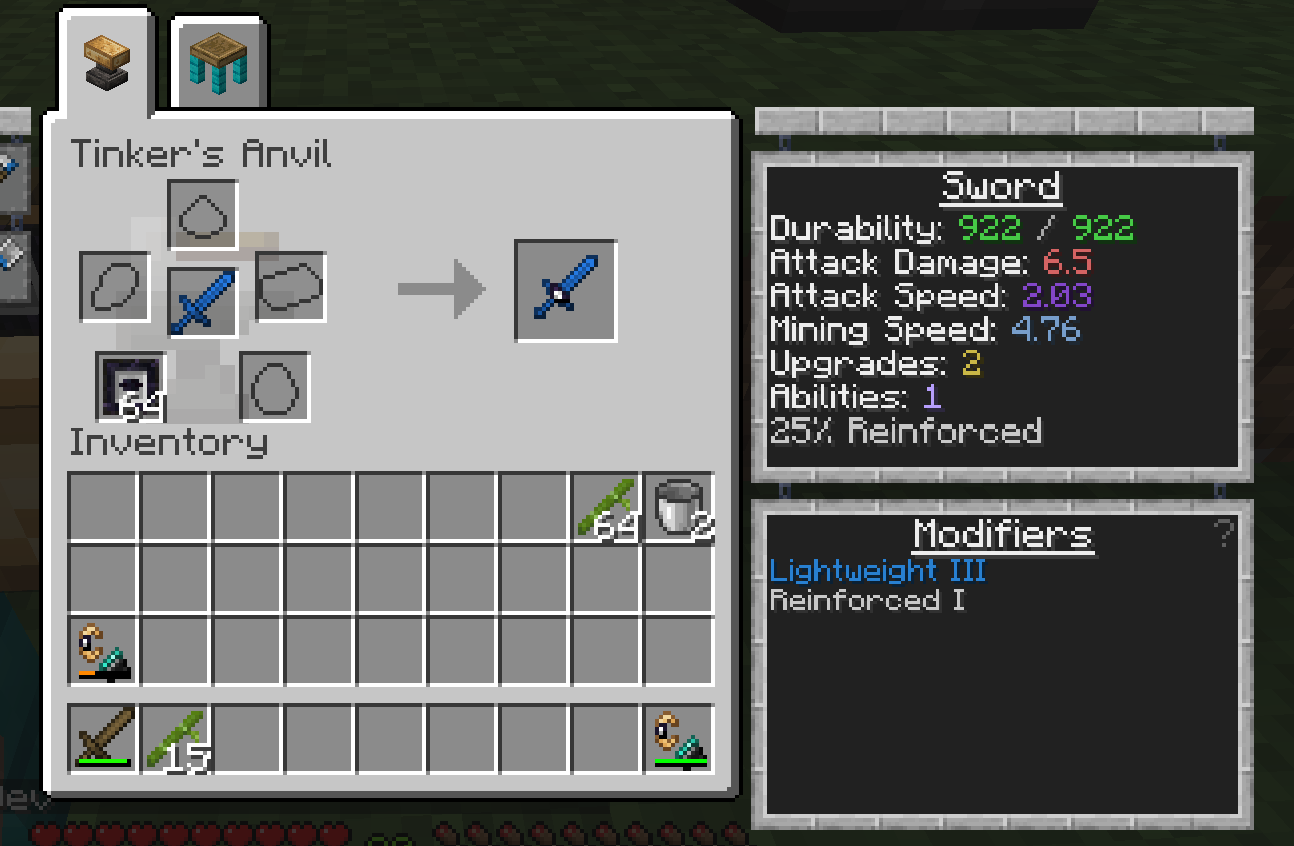 Tinker's Anvil
64
Inventory
64
2
15
Sword
Durability: 922 / 922
Attack Damage: 6.5
Attack Speed: 2.03
Mining Speed: 4.76
Upgrades: 2
Abilities: 1
25% Reinforced
Modifiers
?
Lightweight III
Reinforced I